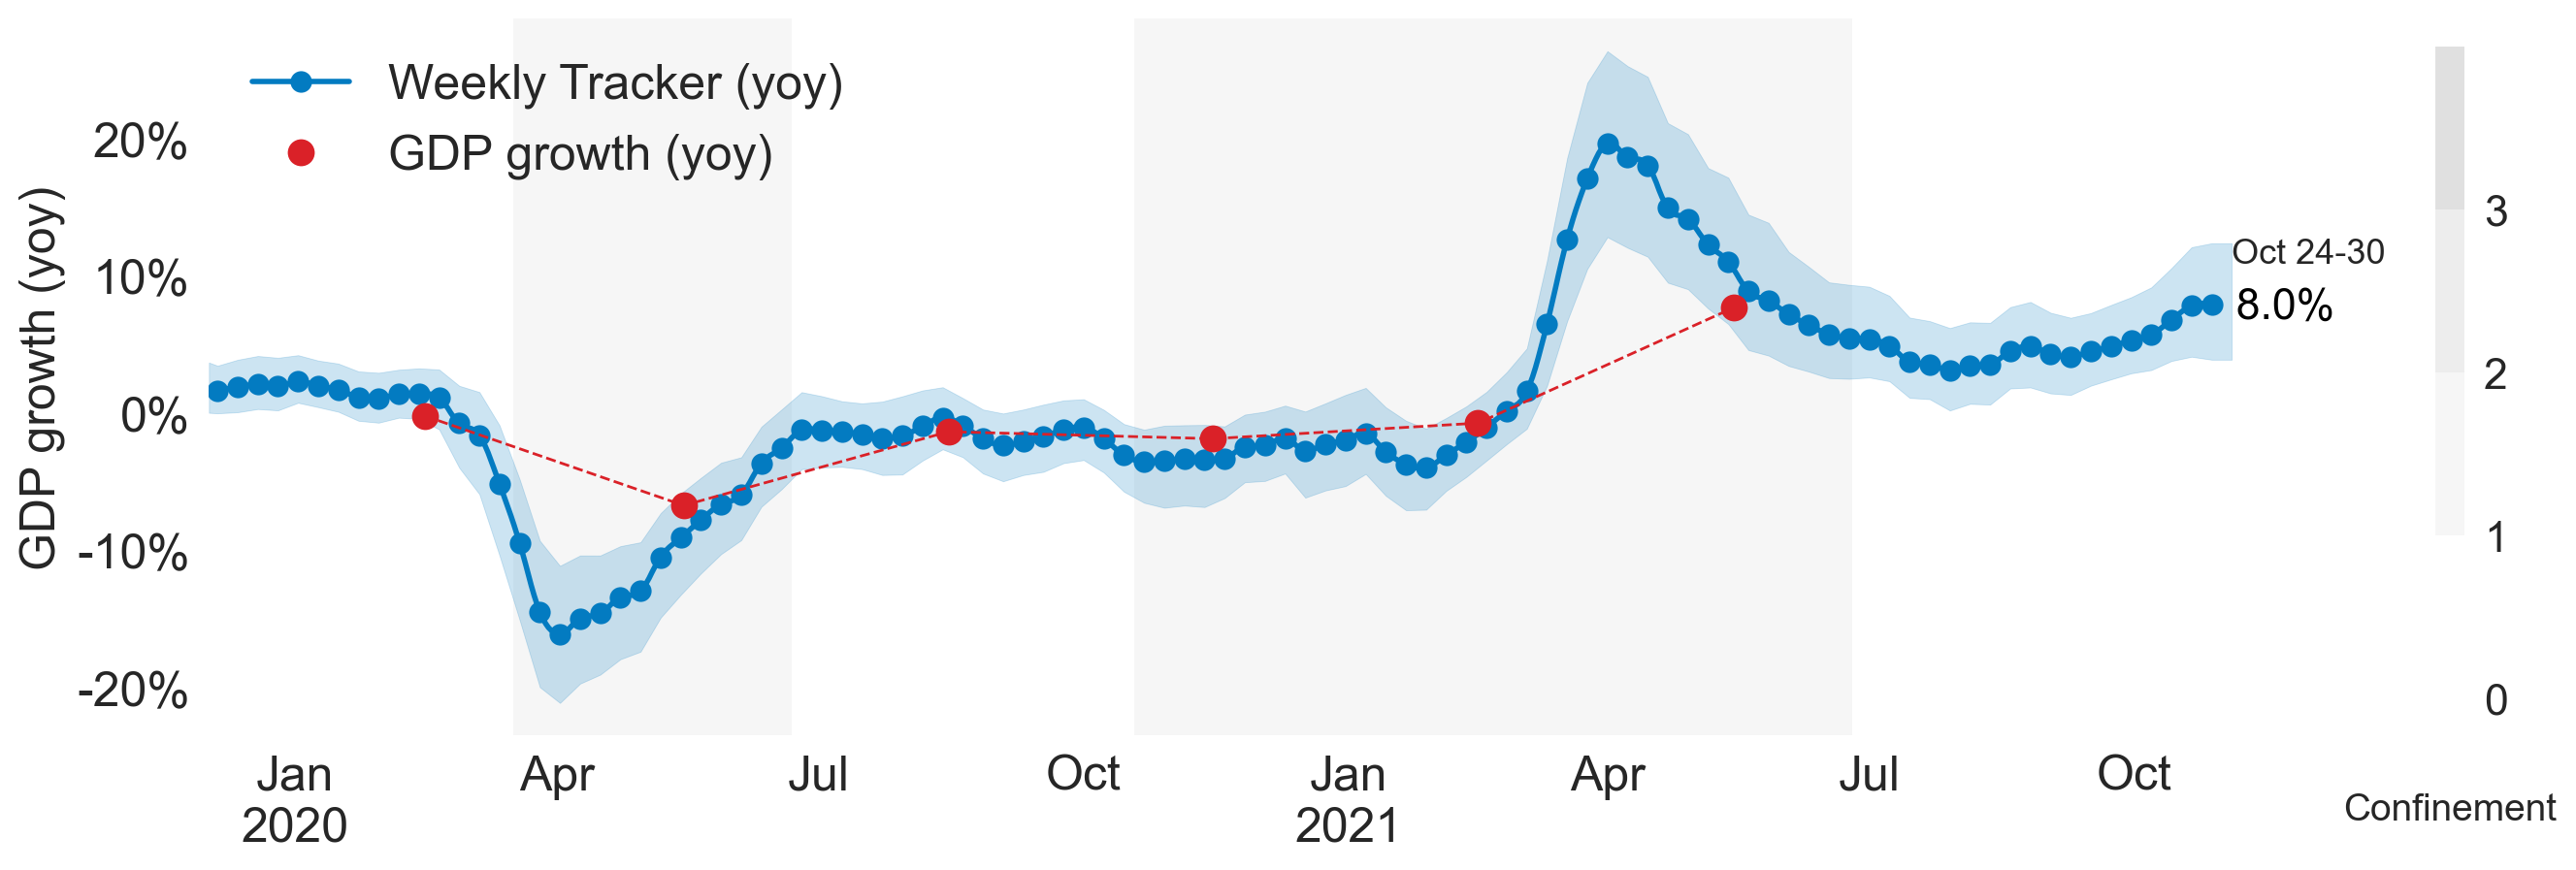 Weekly Tracker (yoy)
GDP growth (yoy)
GDP growth (yoy)
20%
10%
0%
-10%
-20%
Jan
2020
Apr
Jul
Oct
Jan
2021
Apr
Jul
Oct
Oct 24-30
8.0%
3
2
1
0
Confinement